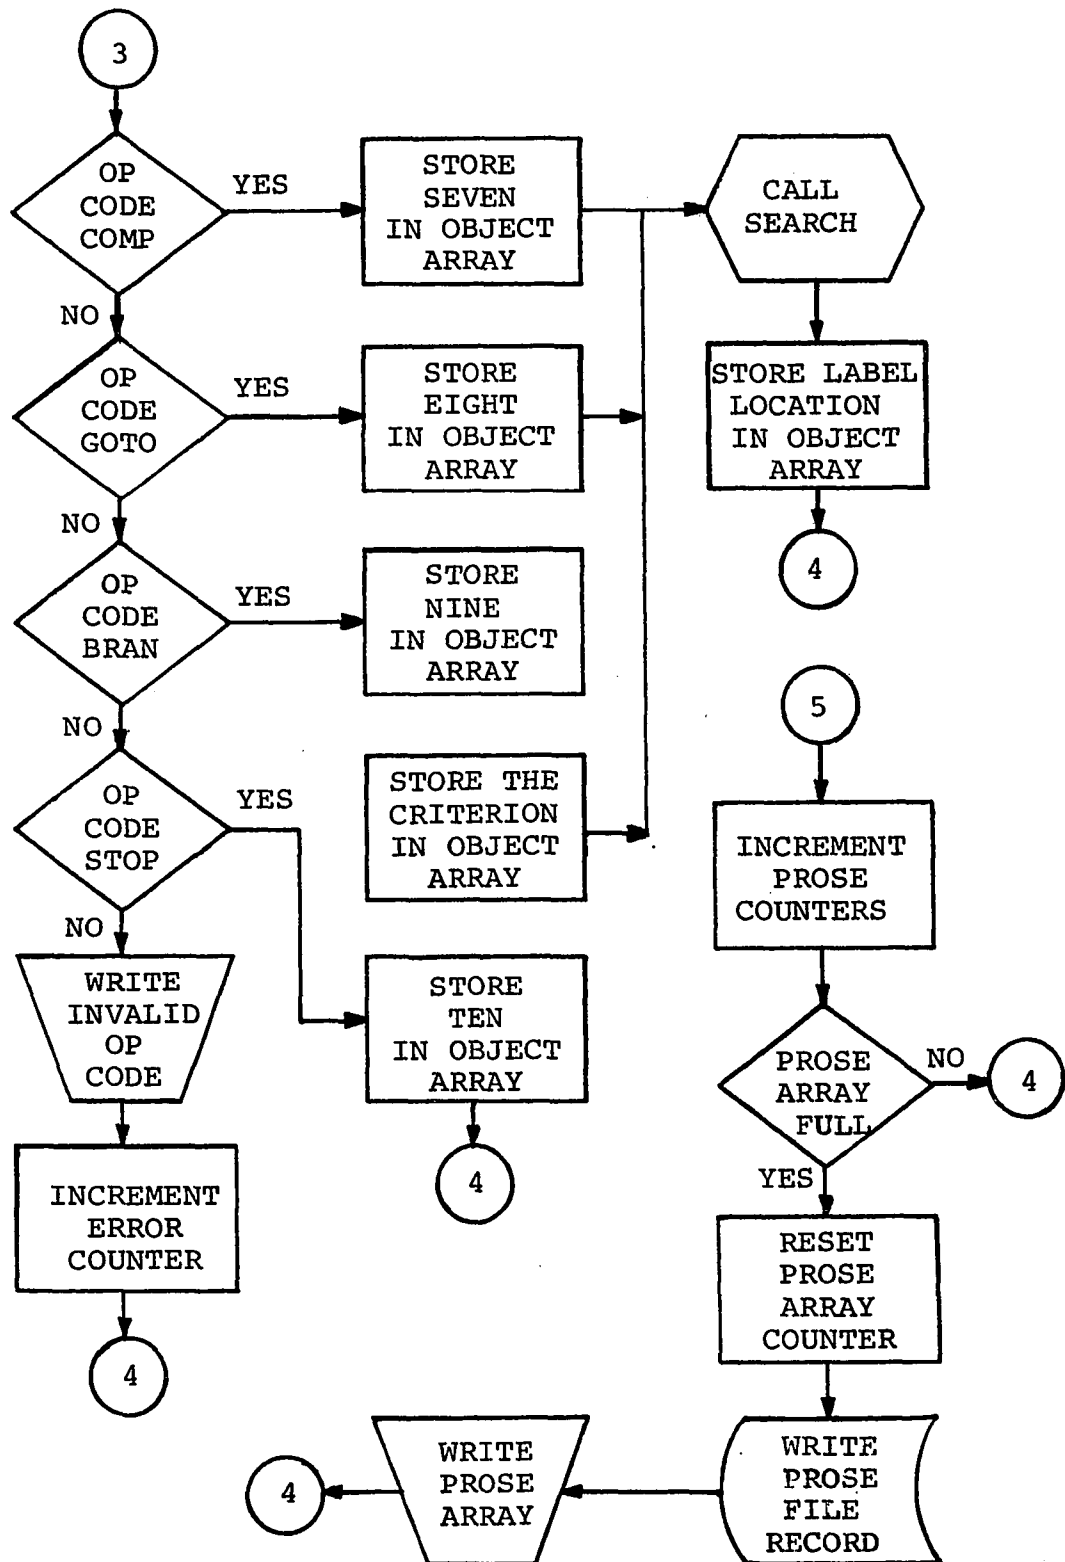 3
OP
CODE
COMP
YES
STORE
SEVEN
IN OBJECT
ARRAY
CALL
SEARCH
NO
OP
CODE
GOTO
YES
STORE
EIGHT
IN OBJECT
ARRAY
STORE LABEL
LOCATION
IN OBJECT
ARRAY
4
NO
OP
CODE
BRAN
YES
STORE
NINE
IN OBJECT
ARRAY
NO
OP
CODE
STOP
YES
STORE THE
CRITERION
IN OBJECT
ARRAY
NO
WRITE
INVALID
OP
CODE
STORE
TEN
IN OBJECT
ARRAY
4
INCREMENT
ERROR
COUNTER
4
5
INCREMENT
PROSE
COUNTERS
PROSE
ARRAY
FULL
NO
4
YES
RESET
PROSE
ARRAY
COUNTER
WRITE
PROSE
FILE
RECORD
WRITE
PROSE
ARRAY
4